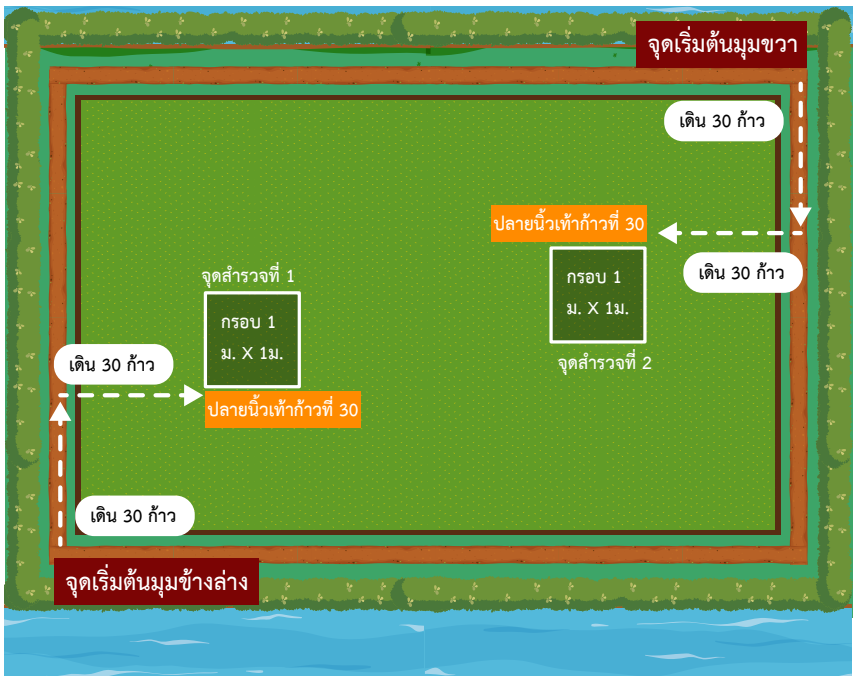 จุดเริ่มต้นมุมขวา
เดิน 30 ก้าว
ปลายนิ้วเท้าก้าวที่ 30
เดิน 30 ก้าว
จุดสำรวจที่ 1
กรอบ 1
ม. X 1ม.
กรอบ 1
ม. X 1ม.
เดิน 30 ก้าว
จุดสำรวจที่ 2
ปลายนิ้วเท้าก้าวที่ 30
เดิน 30 ก้าว
จุดเริ่มต้นมุมข้างล่าง